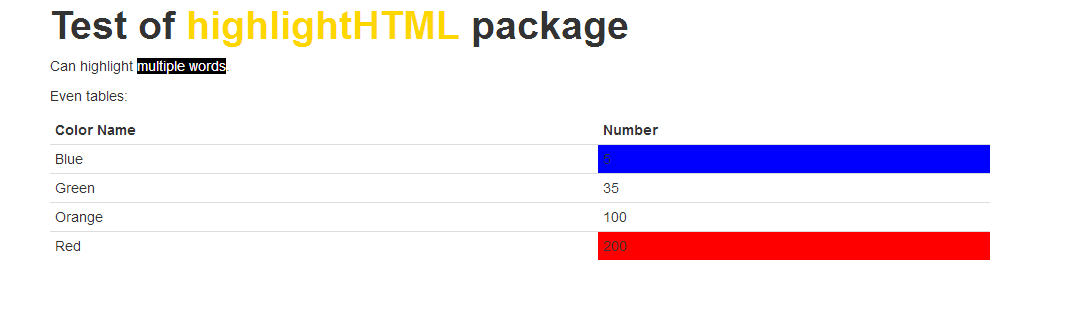 Test of highlightHTML package
Can highlight multiple words.
Even tables:
Color Name Number
Blue 5
Green 35
Orange 100
Red 200